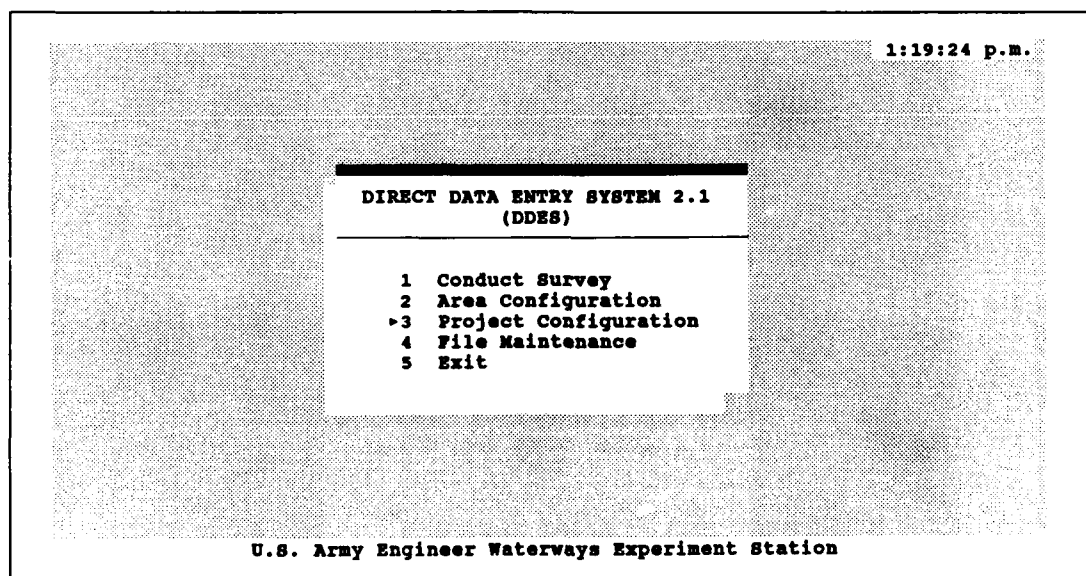 1:19:24 p.m.
DIRECT DATA ENTRY SYSTEM 2.1
(DDES)
1 Conduct Survey
2 Area Configuration
▸3 Project Configuration
4 File Maintenance
5 Exit
U.S. Army Engineer Waterways Experiment Station